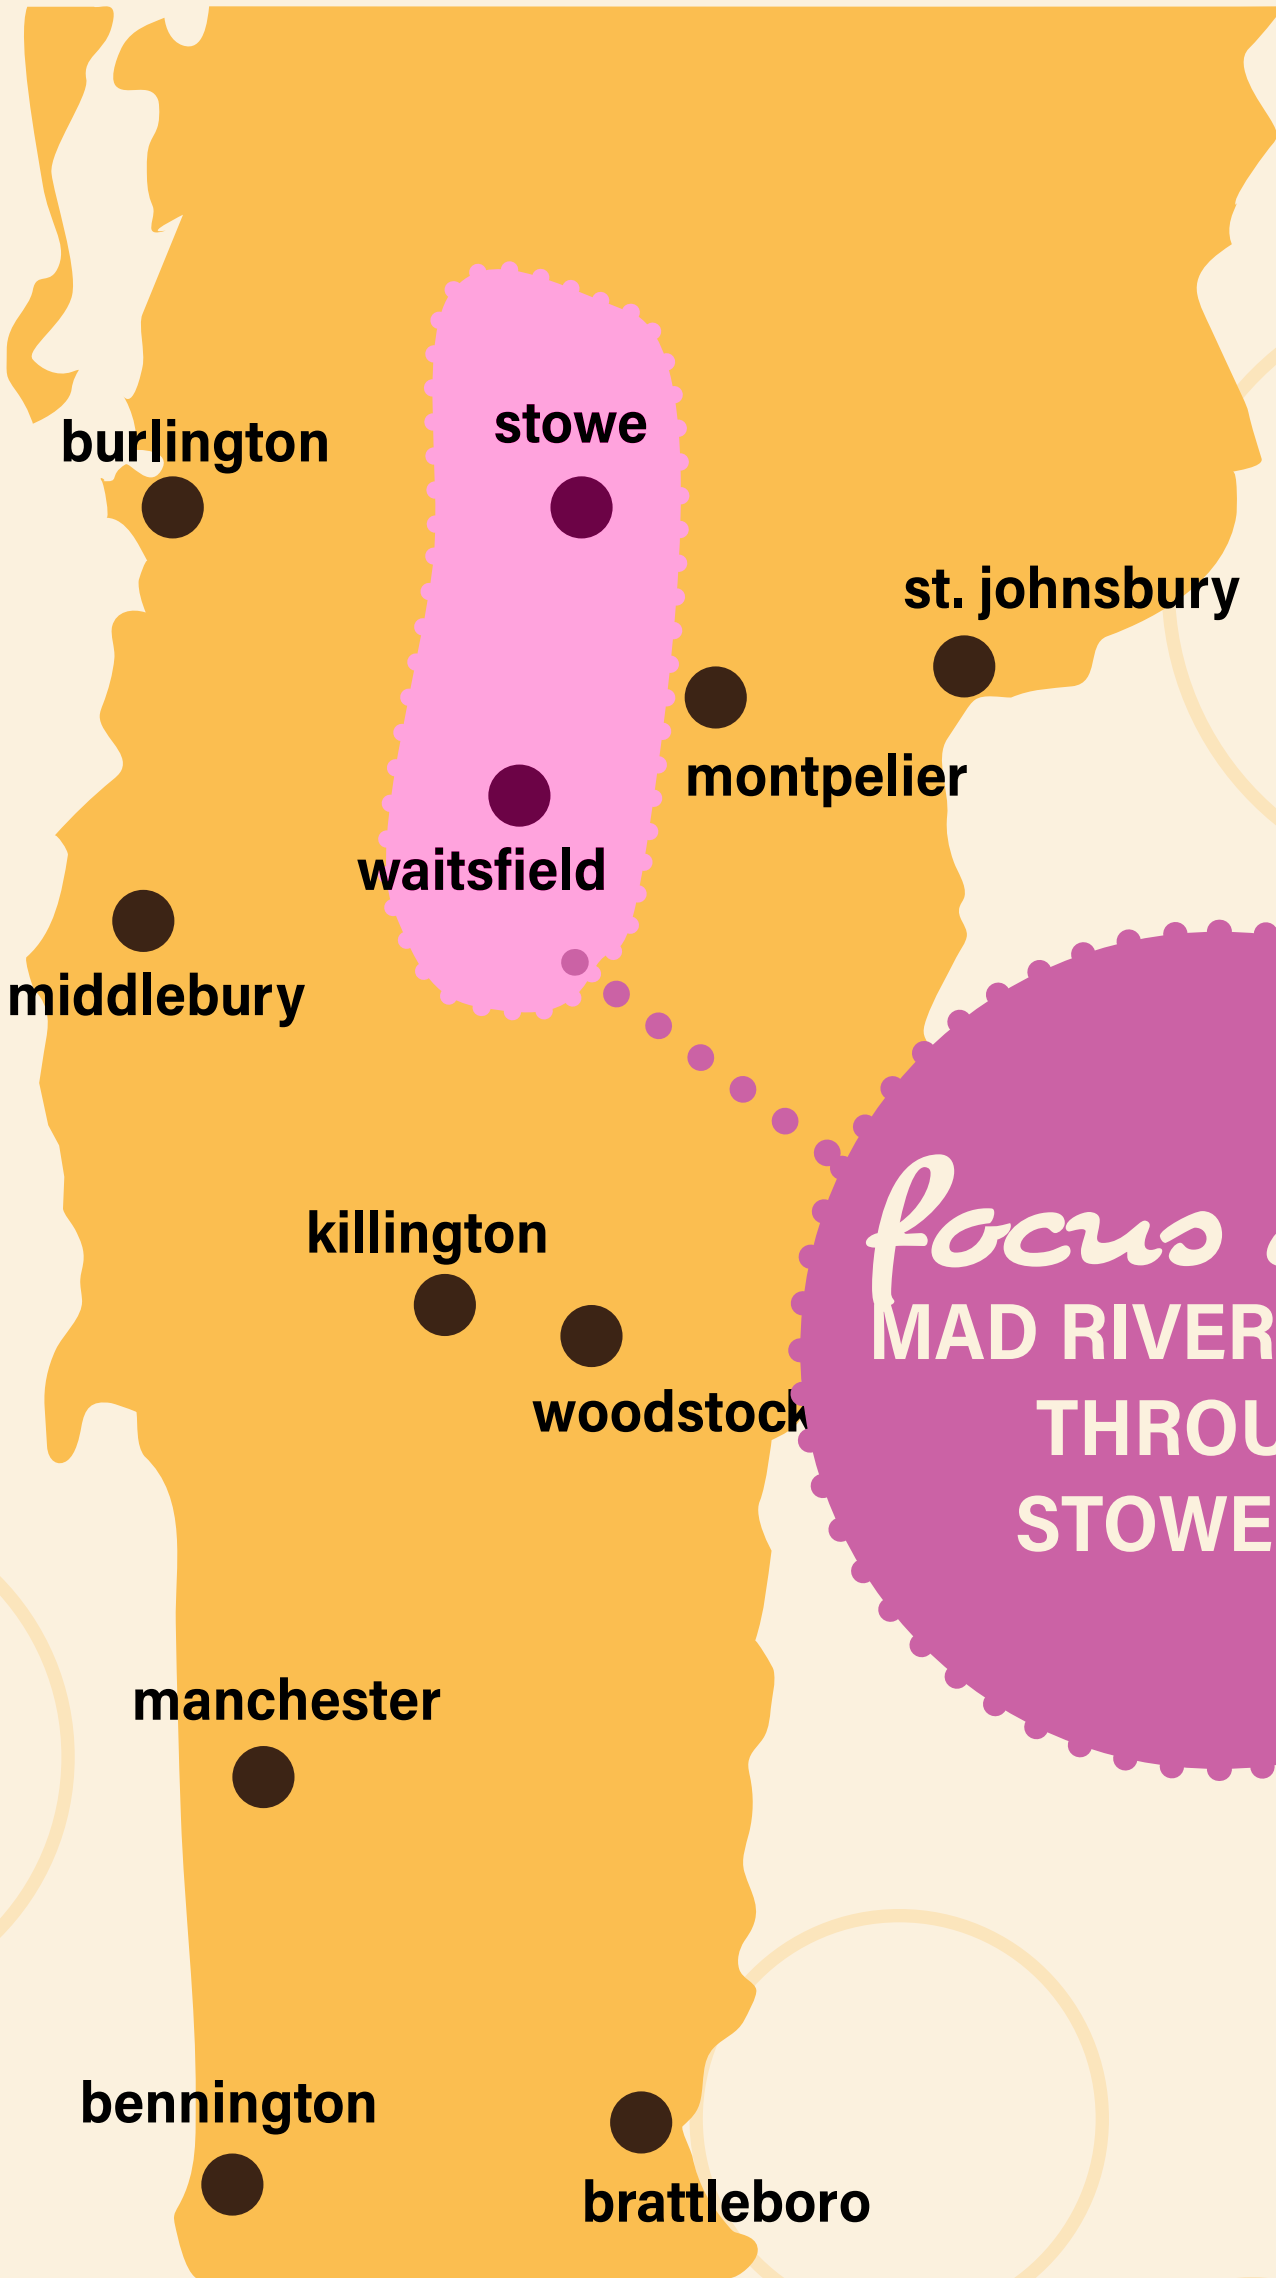 burlington
stowe
st. johnsbury
montpelier
waitsfield
middlebury
focus
MAD RIVER
THROU
STOWE
killington
woodstock
manchester
bennington
brattleboro